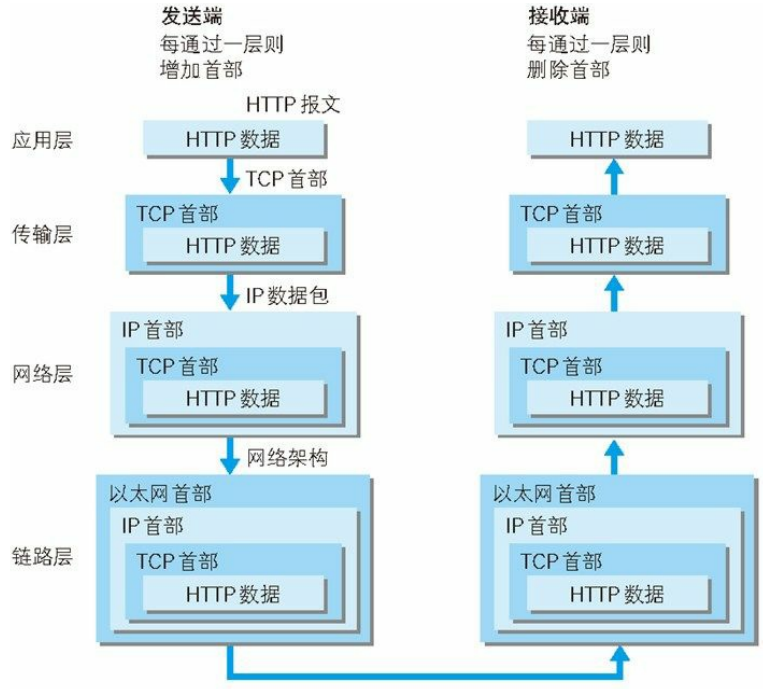 发送端
每通过一层则
增加首部
接收端
每通过一层则
删除首部
HTTP 报文
应用层
HTTP 数据
HTTP 数据
TCP 首部
传输层
TCP 首部
HTTP 数据
TCP 首部
HTTP 数据
IP 数据包
网络层
IP 首部
TCP 首部
HTTP 数据
IP 首部
TCP 首部
HTTP 数据
网络架构
链路层
以太网首部
IP 首部
TCP 首部
HTTP 数据
以太网首部
IP 首部
TCP 首部
HTTP 数据